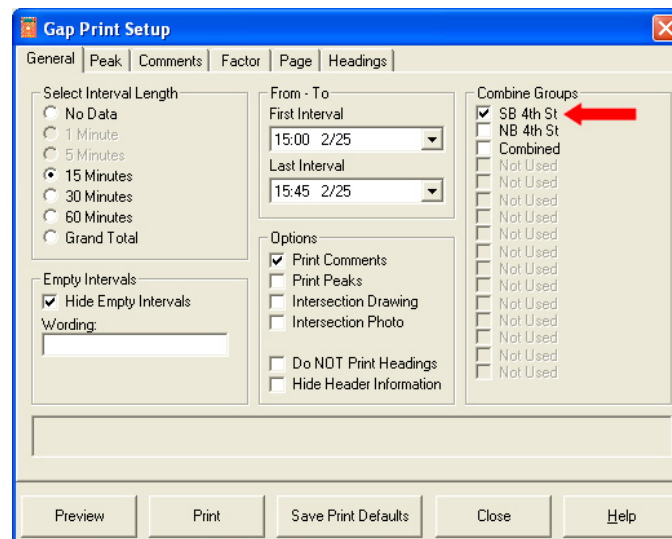 Gap Print Setup
General Peak Comments Factor Page Headings
Select Interval Length
No Data
1 Minute
5 Minutes
15 Minutes
30 Minutes
60 Minutes
Grand Total
Empty Intervals
Hide Empty Intervals
Wording:
From - To
First Interval
15:00 2/25
Last Interval
15:45 2/25
Options
Print Comments
Print Peaks
Intersection Drawing
Intersection Photo
Do NOT Print Headings
Hide Header Information
Combine Groups
SB 4th St
NB 4th St
Combined
Not Used
Not Used
Not Used
Not Used
Not Used
Not Used
Not Used
Not Used
Not Used
Not Used
Not Used
Not Used
Not Used
Preview Print Save Print Defaults Close Help